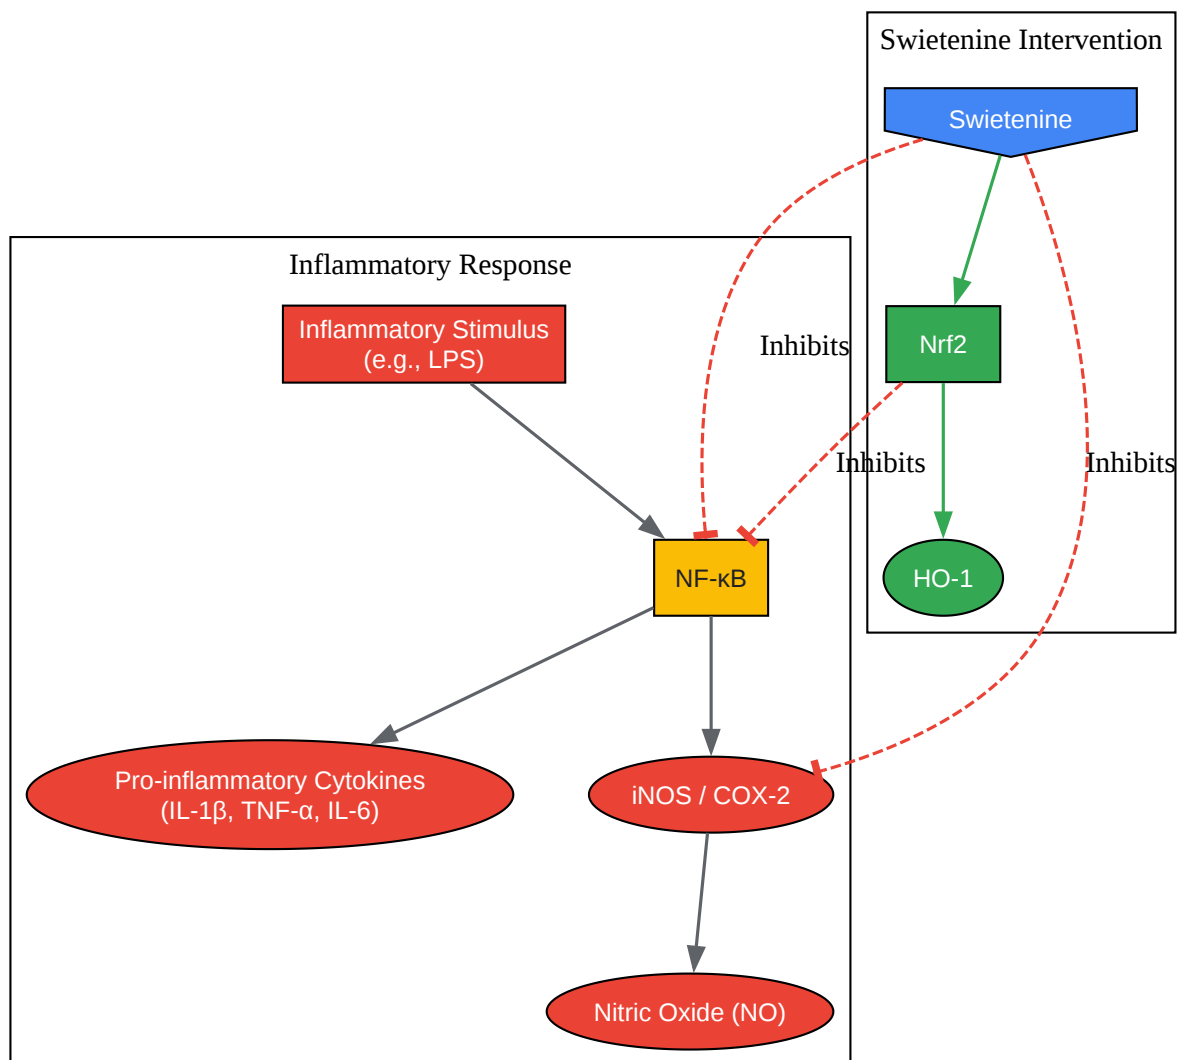 Swietenine Intervention
Swietenine
Inflammatory Response
Inflammatory Stimulus
(e.g., LPS)
Inhibits
Nrf2
Inhibits
Inhibits
NF-κB
HO-1
Pro-inflammatory Cytokines
(IL-1β, TNF-α, IL-6)
iNOS / COX-2
Nitric Oxide (NO)